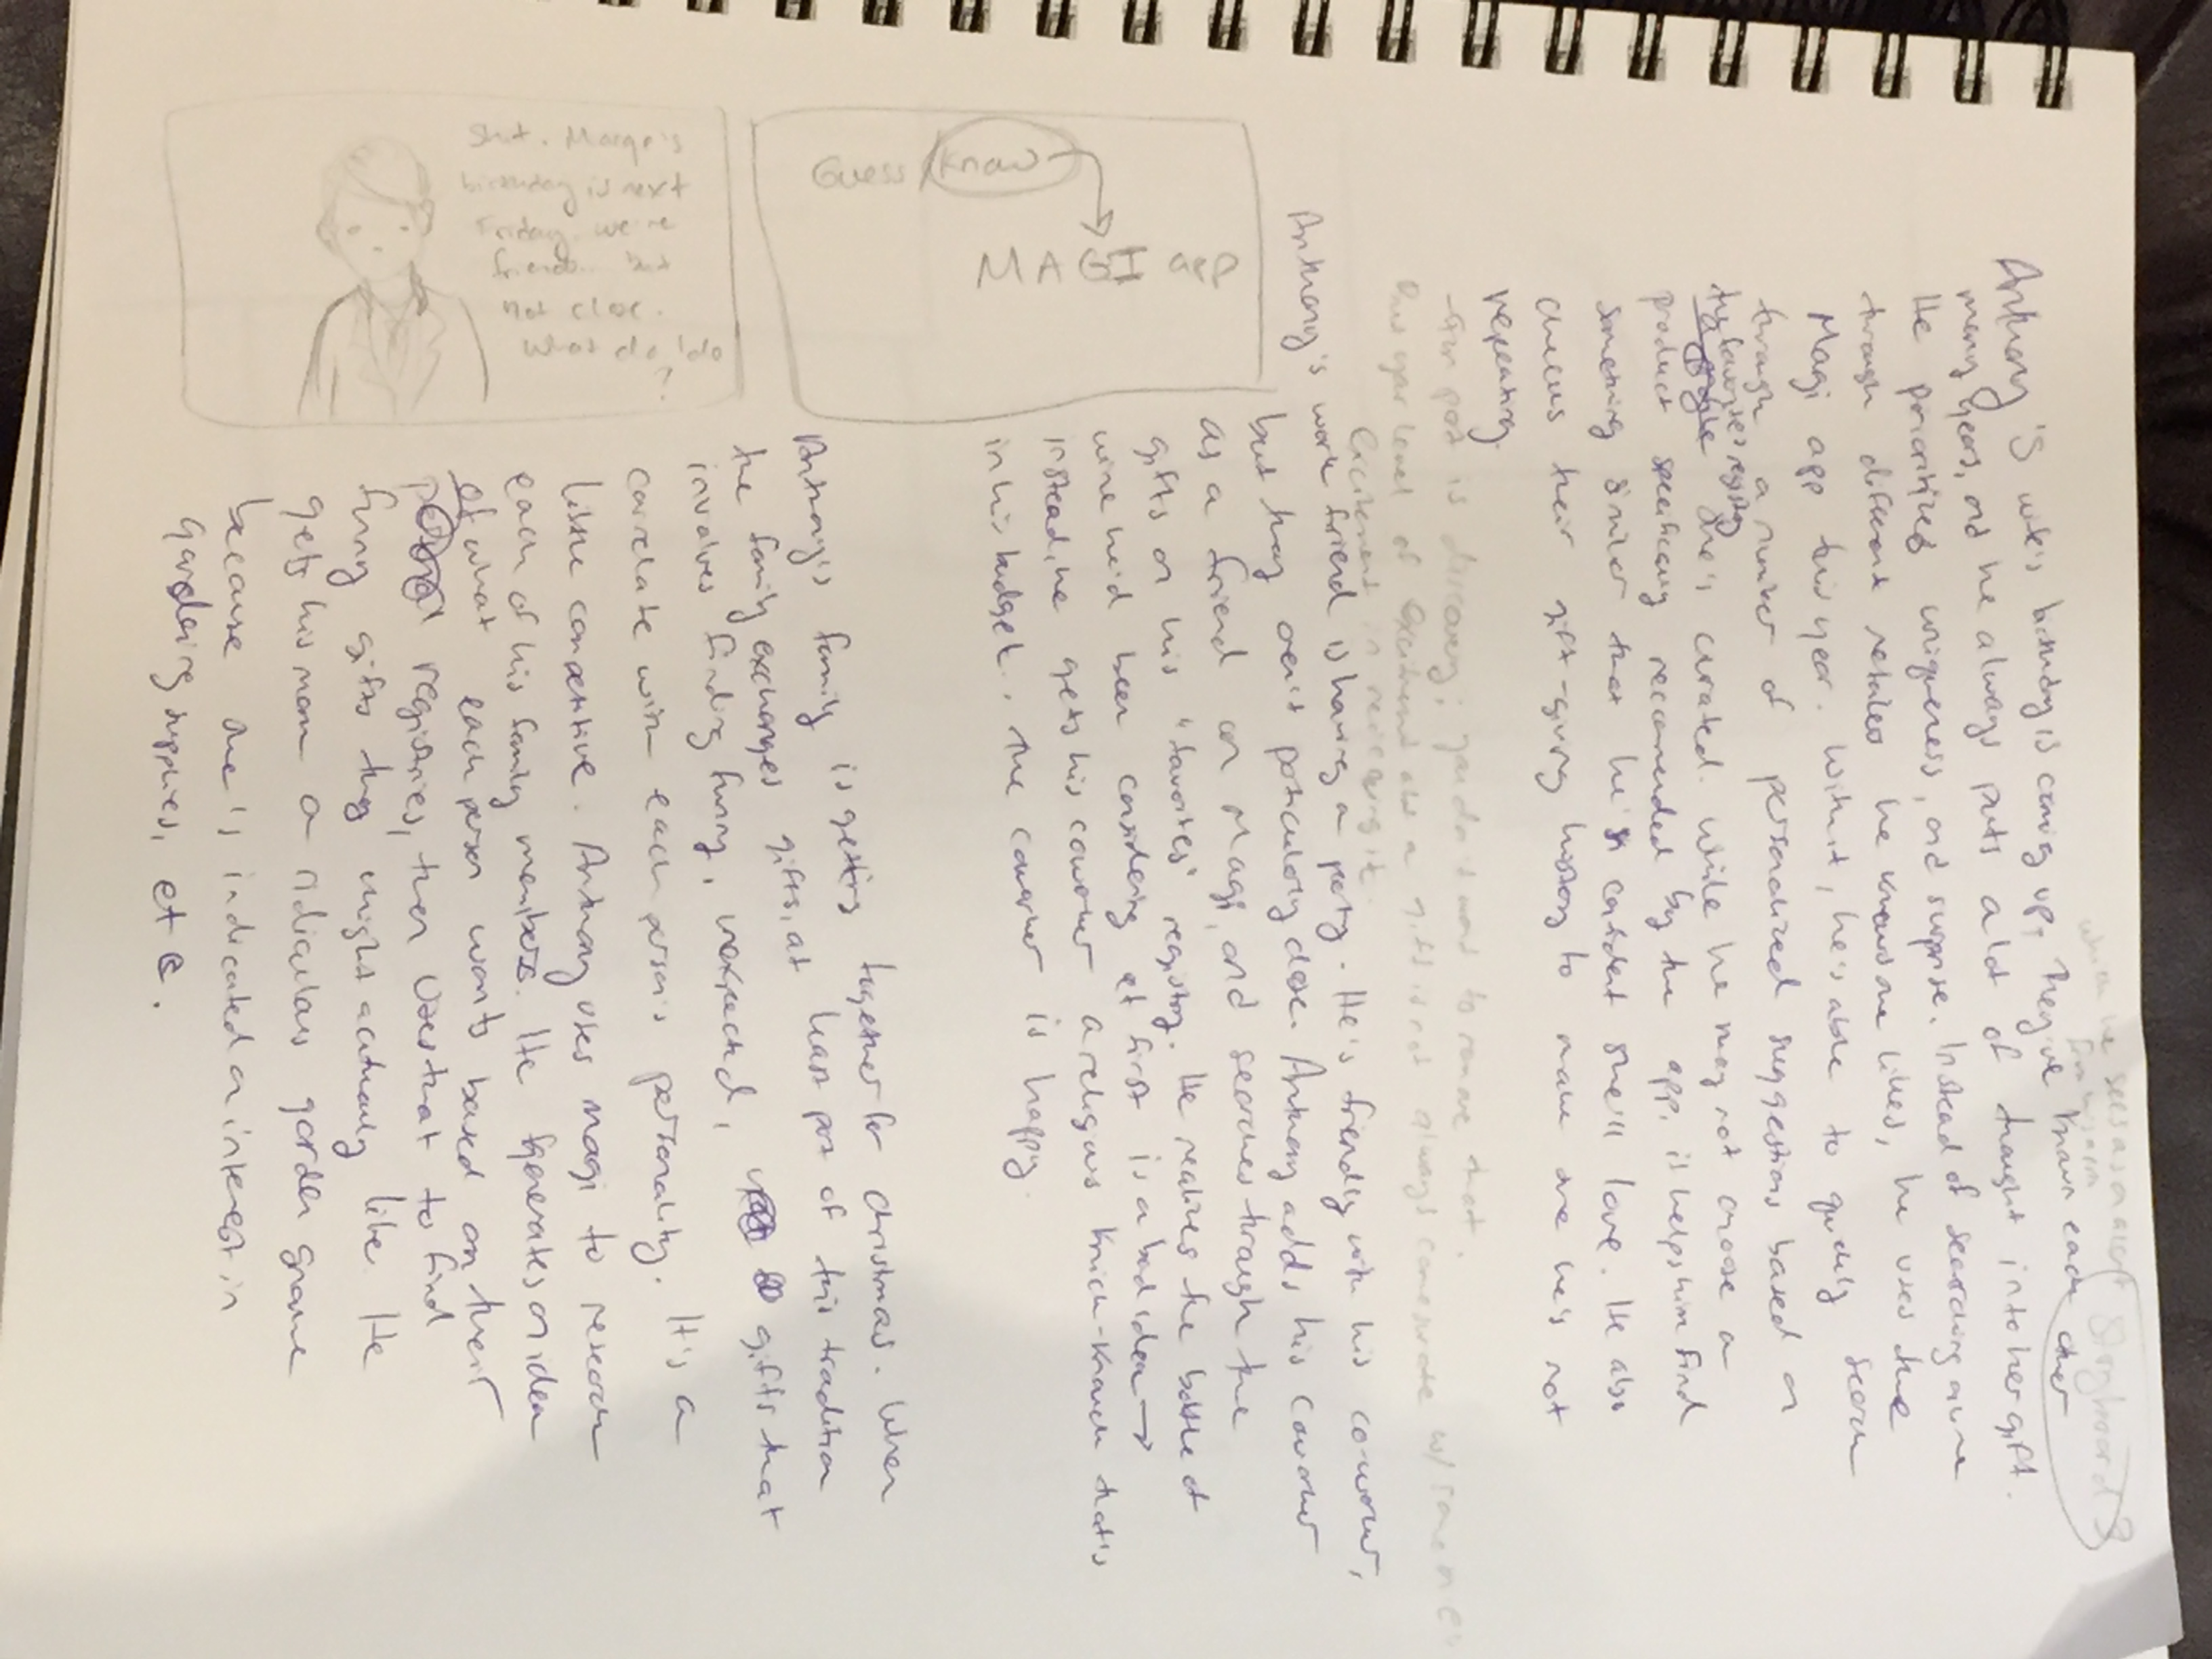 Storyboard 3
Anthony's wife's birthday is coming up. They've known each other
many years, and he always puts a lot of thought into her gift.
He prioritizes uniqueness, and surprise. Instead of searching online
through different retailers he knows she likes, he uses the
Magi app this year. With it, he's able to quickly search
through a number of personalized suggestions based on
favorites registry she's curated. While he may not choose a
product specifically recommended by the app, is helps him find
something similar that he's confident she'll love. He also
checks their gift-giving history to make sure he's not
repeating.
-Fun part is discovery; you don't want to remove that.
Our level of excitement abt a gift is not always comensurate w/ someone's
excitement in receiving it.
Anthony's work friend is having a party. He's friendly with his co-worker,
but they aren't particularly close. Anthony adds his coworker
as a friend on Magi, and searches through the
gifts on his "favorites" registry. He realizes the bottle of
wine he'd been considering at first is a bad idea →
instead, he gets his coworker a religious knick-knack that's
in his budget. The coworker is happy.
Anthony's family is getting together for Christmas. When
the family exchanges gifts, at least part of this tradition
involves finding funny, unexpected, gifts that
correlate with each person's personality. It's a
little competitive. Anthony uses Magi to research
each of his family members. He generates an idea
of what each person wants based on their
registries, then uses that to find
funny gifts they might actually like. He
gets his mom a ridiculous garden gnome
because she's indicated an interest in
gardening supplies, etc.
Guess know
MAGI app
Shit. Marge's
birthday is next
Friday. we're
friends.. but
not close.
What do I do
?